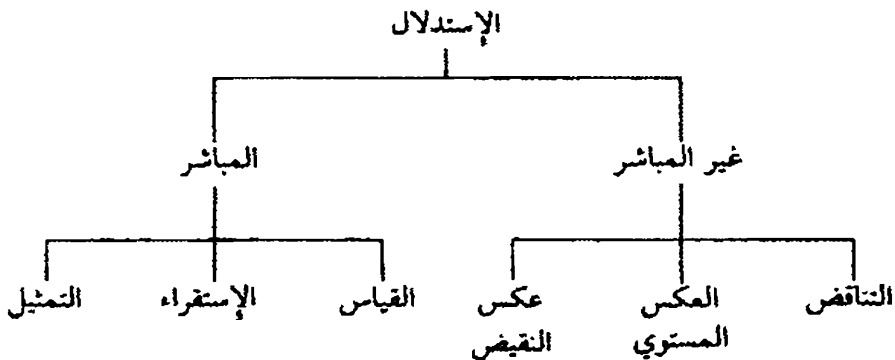 الإستدلال
غير المباشر
المباشر
التناقض
العكس
المستوي
عكس
النقيض
القياس
الإستقراء
التمثيل